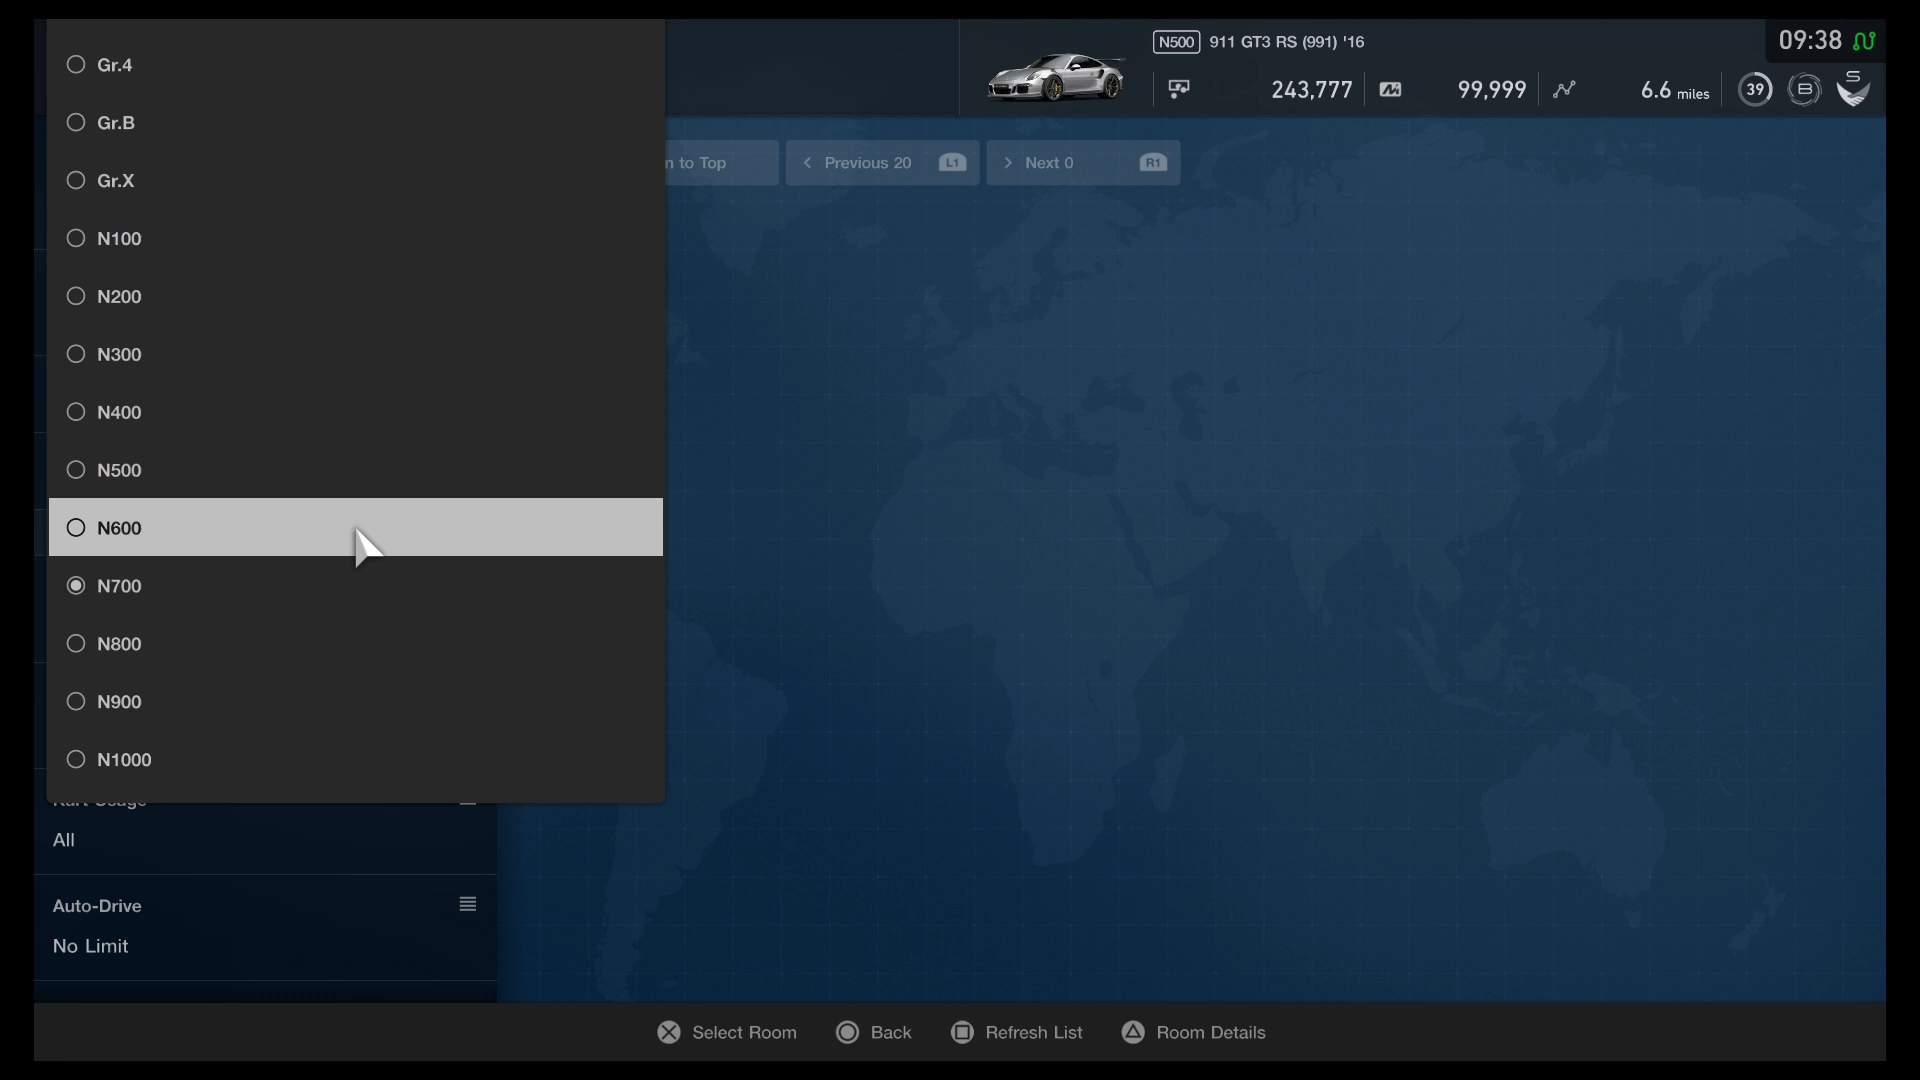 N500 911 GT3 RS (991) '16
09:38
243,777
99,999
6.6 miles
39
B
S
Gr.4
Gr.B
Gr.X
N100
N200
N300
N400
N500
N600
N700
N800
N900
N1000
n to Top
Previous 20 L1
Next 0 R1
Kart Usage
All
Auto-Drive
No Limit
Select Room
Back
Refresh List
Room Details